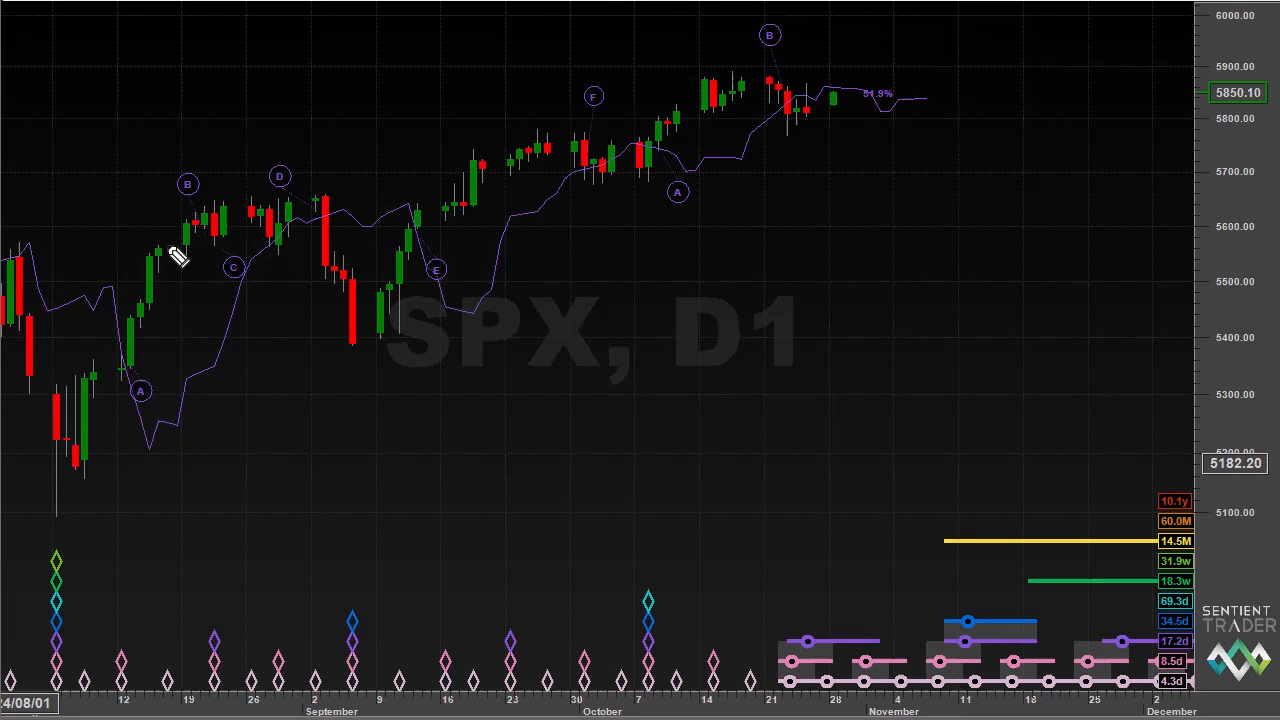 6000.00
B
5900.00
51.9%
5850.10
F
5800.00
B
D
A
5700.00
5600.00
C
E
5500.00
SPX, D1
5400.00
A
5300.00
5200.00
5182.20
10.1y
5100.00
60.0M
14.5M
31.9w
18.3w
69.3d
34.5d
17.2d
8.5d
4.3d
SENTIENT
TRADER
24/08/01
12
19
26
2
9
16
23
30
7
14
21
28
4
11
18
25
2
September
October
November
December